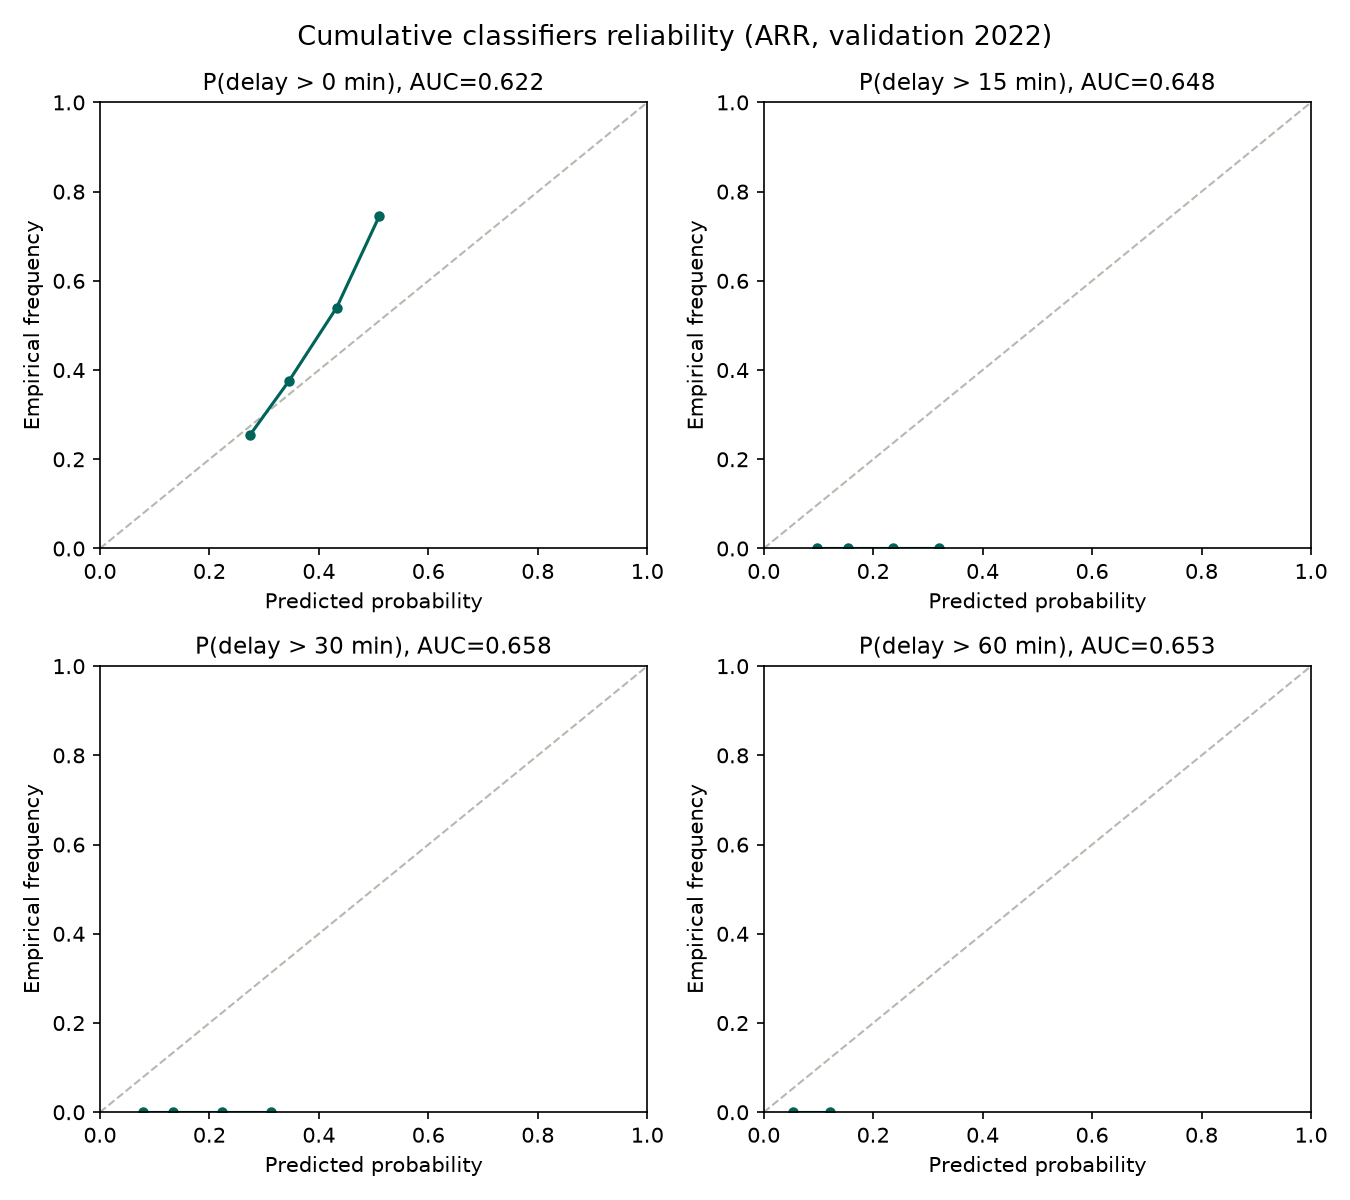 Cumulative classifiers reliability (ARR, validation 2022)
P(delay > 0 min), AUC=0.622
1.0
0.8
0.6
0.4
0.2
0.0
Empirical frequency
0.0 0.2 0.4 0.6 0.8 1.0
Predicted probability
P(delay > 15 min), AUC=0.648
1.0
0.8
0.6
0.4
0.2
0.0
Empirical frequency
0.0 0.2 0.4 0.6 0.8 1.0
Predicted probability
P(delay > 30 min), AUC=0.658
1.0
0.8
0.6
0.4
0.2
0.0
Empirical frequency
0.0 0.2 0.4 0.6 0.8 1.0
Predicted probability
P(delay > 60 min), AUC=0.653
1.0
0.8
0.6
0.4
0.2
0.0
Empirical frequency
0.0 0.2 0.4 0.6 0.8 1.0
Predicted probability